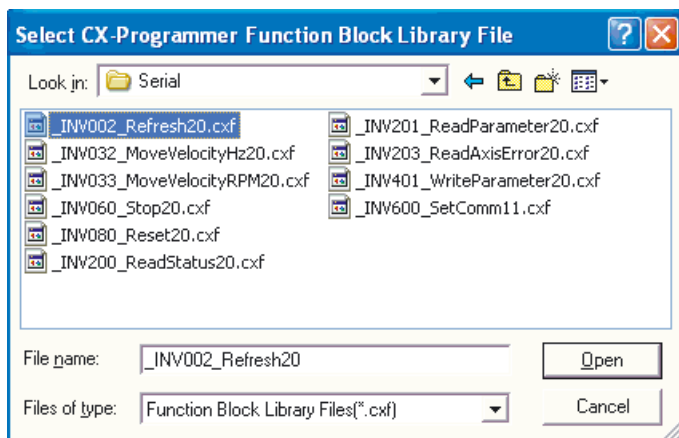 Select CX-Programmer Function Block Library File
Look in: Serial
_INV002_Refresh20.cxf
_INV032_MoveVelocityHz20.cxf
_INV033_MoveVelocityRPM20.cxf
_INV060_Stop20.cxf
_INV080_Reset20.cxf
_INV200_ReadStatus20.cxf
_INV201_ReadParameter20.cxf
_INV203_ReadAxisError20.cxf
_INV401_WriteParameter20.cxf
_INV600_SetComm11.cxf
File name: _INV002_Refresh20 Open
Files of type: Function Block Library Files(*.cxf) Cancel